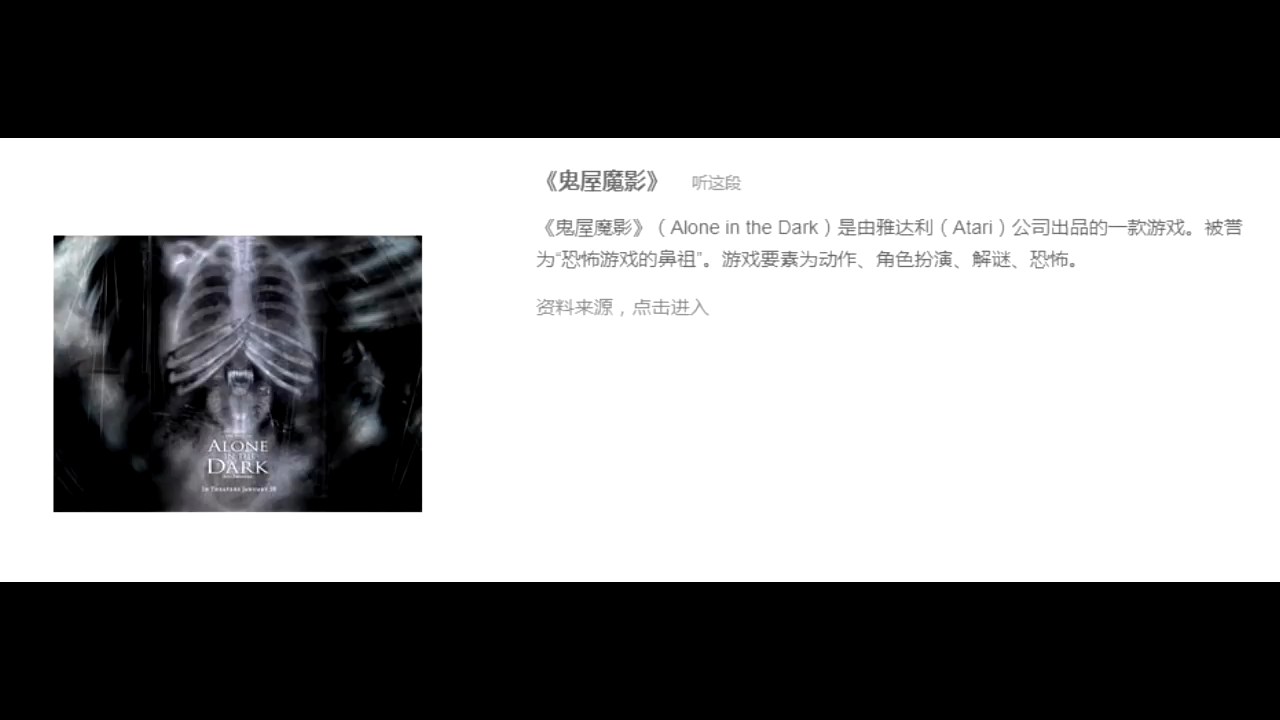 《鬼屋魔影》 听这段
《鬼屋魔影》（Alone in the Dark）是由雅达利（Atari）公司出品的一款游戏。被誉
为“恐怖游戏的鼻祖”。游戏要素为动作、角色扮演、解谜、恐怖。
资料来源，点击进入
ALONE
IN THE
DARK
IN THEATERS JANUARY 28